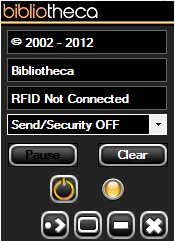 bibliotheca
© 2002 - 2012
Bibliotheca
RFID Not Connected
Send/Security OFF
Pause
Clear